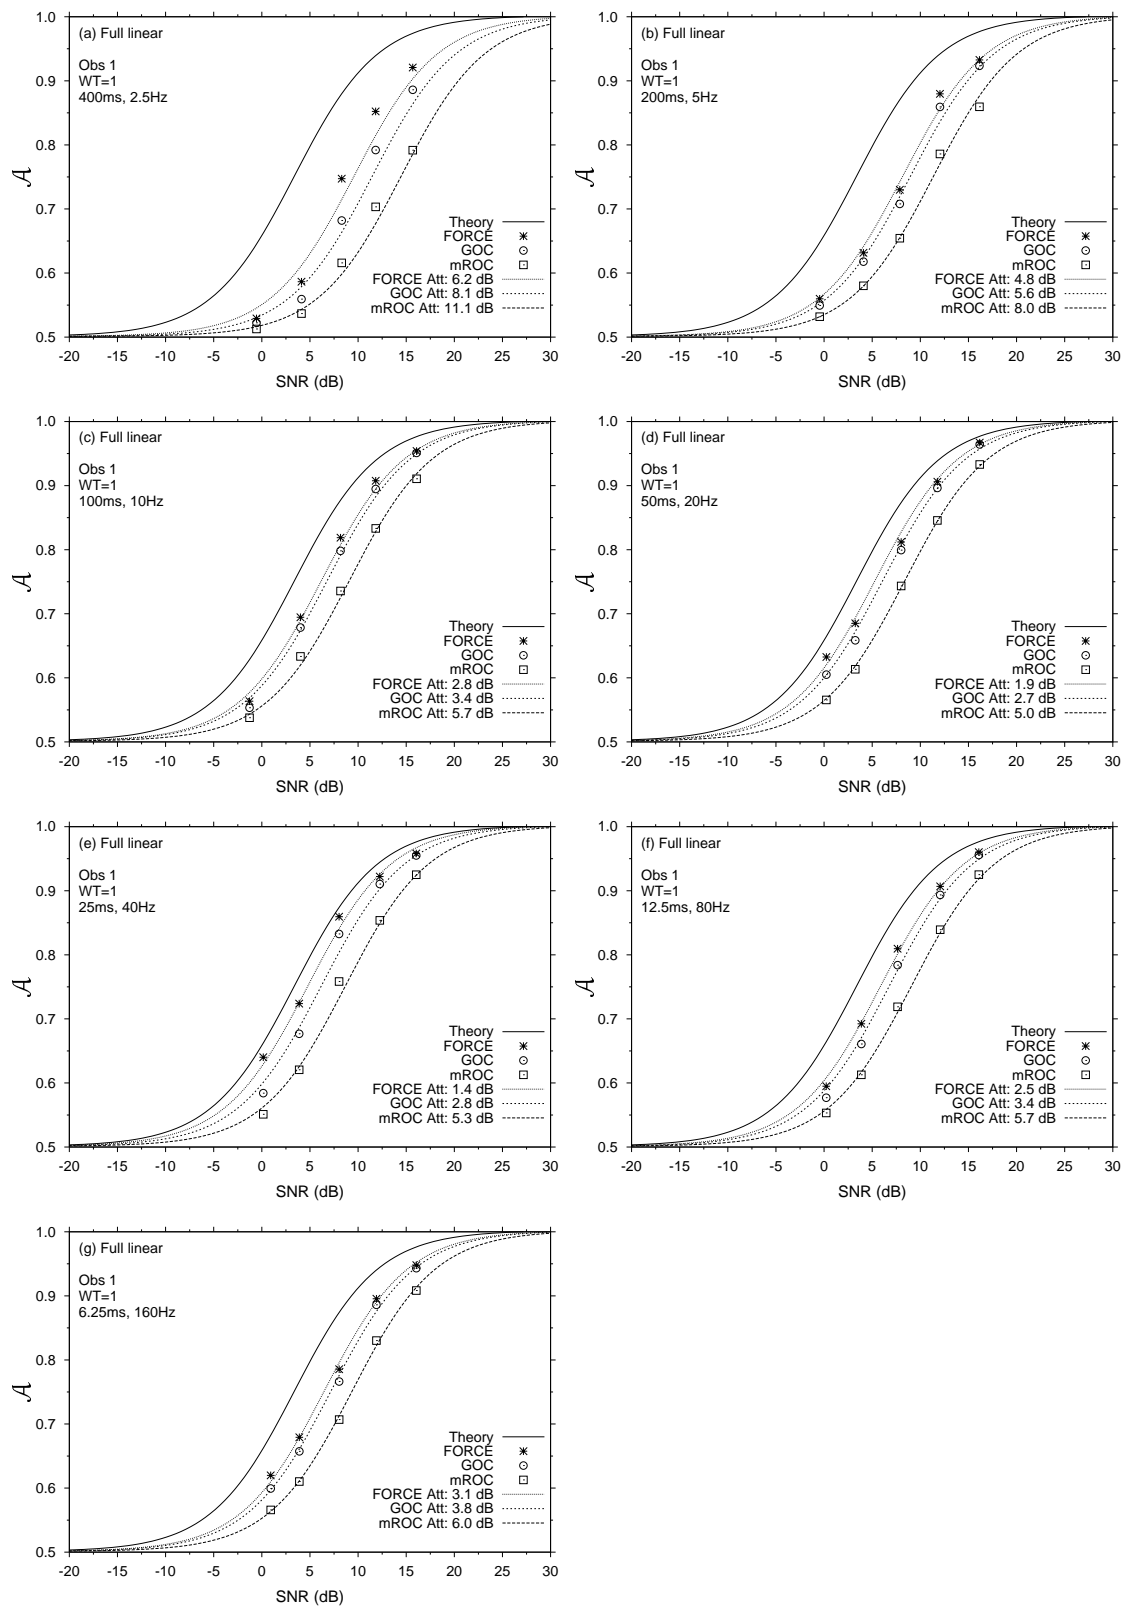 (a) Full linear
Obs 1
WT=1
400ms, 2.5Hz
Theory
FORCE
GOC
mROC
FORCE Att: 6.2 dB
GOC Att: 8.1 dB
mROC Att: 11.1 dB
1.0
0.9
0.8
0.7
0.6
0.5
𝒜
-20 -15 -10 -5 0 5 10 15 20 25 30
SNR (dB)
(b) Full linear
Obs 1
WT=1
200ms, 5Hz
Theory
FORCE
GOC
mROC
FORCE Att: 4.8 dB
GOC Att: 5.6 dB
mROC Att: 8.0 dB
1.0
0.9
0.8
0.7
0.6
0.5
𝒜
-20 -15 -10 -5 0 5 10 15 20 25 30
SNR (dB)
(c) Full linear
Obs 1
WT=1
100ms, 10Hz
Theory
FORCE
GOC
mROC
FORCE Att: 2.8 dB
GOC Att: 3.4 dB
mROC Att: 5.7 dB
1.0
0.9
0.8
0.7
0.6
0.5
𝒜
-20 -15 -10 -5 0 5 10 15 20 25 30
SNR (dB)
(d) Full linear
Obs 1
WT=1
50ms, 20Hz
Theory
FORCE
GOC
mROC
FORCE Att: 1.9 dB
GOC Att: 2.7 dB
mROC Att: 5.0 dB
1.0
0.9
0.8
0.7
0.6
0.5
𝒜
-20 -15 -10 -5 0 5 10 15 20 25 30
SNR (dB)
(e) Full linear
Obs 1
WT=1
25ms, 40Hz
Theory
FORCE
GOC
mROC
FORCE Att: 1.4 dB
GOC Att: 2.8 dB
mROC Att: 5.3 dB
1.0
0.9
0.8
0.7
0.6
0.5
𝒜
-20 -15 -10 -5 0 5 10 15 20 25 30
SNR (dB)
(f) Full linear
Obs 1
WT=1
12.5ms, 80Hz
Theory
FORCE
GOC
mROC
FORCE Att: 2.5 dB
GOC Att: 3.4 dB
mROC Att: 5.7 dB
1.0
0.9
0.8
0.7
0.6
0.5
𝒜
-20 -15 -10 -5 0 5 10 15 20 25 30
SNR (dB)
(g) Full linear
Obs 1
WT=1
6.25ms, 160Hz
Theory
FORCE
GOC
mROC
FORCE Att: 3.1 dB
GOC Att: 3.8 dB
mROC Att: 6.0 dB
1.0
0.9
0.8
0.7
0.6
0.5
𝒜
-20 -15 -10 -5 0 5 10 15 20 25 30
SNR (dB)